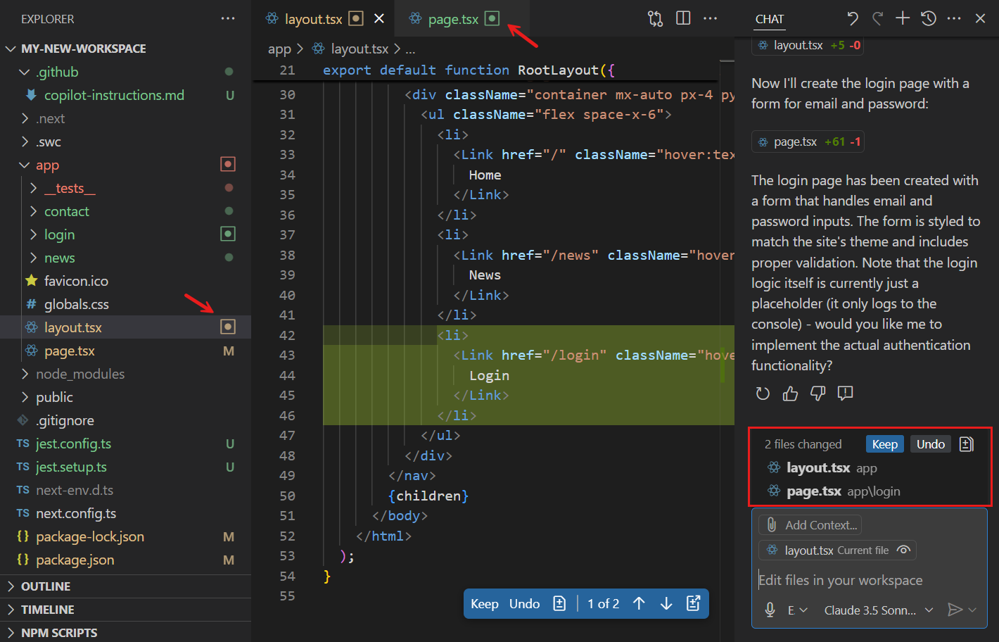 EXPLORER
MY-NEW-WORKSPACE
.github
copilot-instructions.md U
.next
.swc
app
__tests__
contact
login
news
favicon.ico
globals.css
layout.tsx
page.tsx M
node_modules
public
.gitignore
TS jest.config.ts U
TS jest.setup.ts U
TS next-env.d.ts
TS next.config.ts
{} package-lock.json M
{} package.json M
OUTLINE
TIMELINE
NPM SCRIPTS
layout.tsx
page.tsx
app > layout.tsx > ...
21 export default function RootLayout({
30 <div className="container mx-auto px-4 py
31 <ul className="flex space-x-6">
32 <li>
33 <Link href="/" className="hover:tex
34 Home
35 </Link>
36 </li>
37 <li>
38 <Link href="/news" className="hover
39 News
40 </Link>
41 </li>
42 <li>
43 <Link href="/login" className="hove
44 Login
45 </Link>
46 </li>
47 </ul>
48 </div>
49 </nav>
50 {children}
51 </body>
52 </html>
53 );
54 }
55
Keep Undo 1 of 2
CHAT
layout.tsx +5 -0
Now I'll create the login page with a
form for email and password:
page.tsx +61 -1
The login page has been created with
a form that handles email and
password inputs. The form is styled to
match the site's theme and includes
proper validation. Note that the login
logic itself is currently just a
placeholder (it only logs to the
console) - would you like me to
implement the actual authentication
functionality?
2 files changed Keep Undo
layout.tsx app
page.tsx app\login
Add Context...
layout.tsx Current file
Edit files in your workspace
E. Claude 3.5 Sonn...